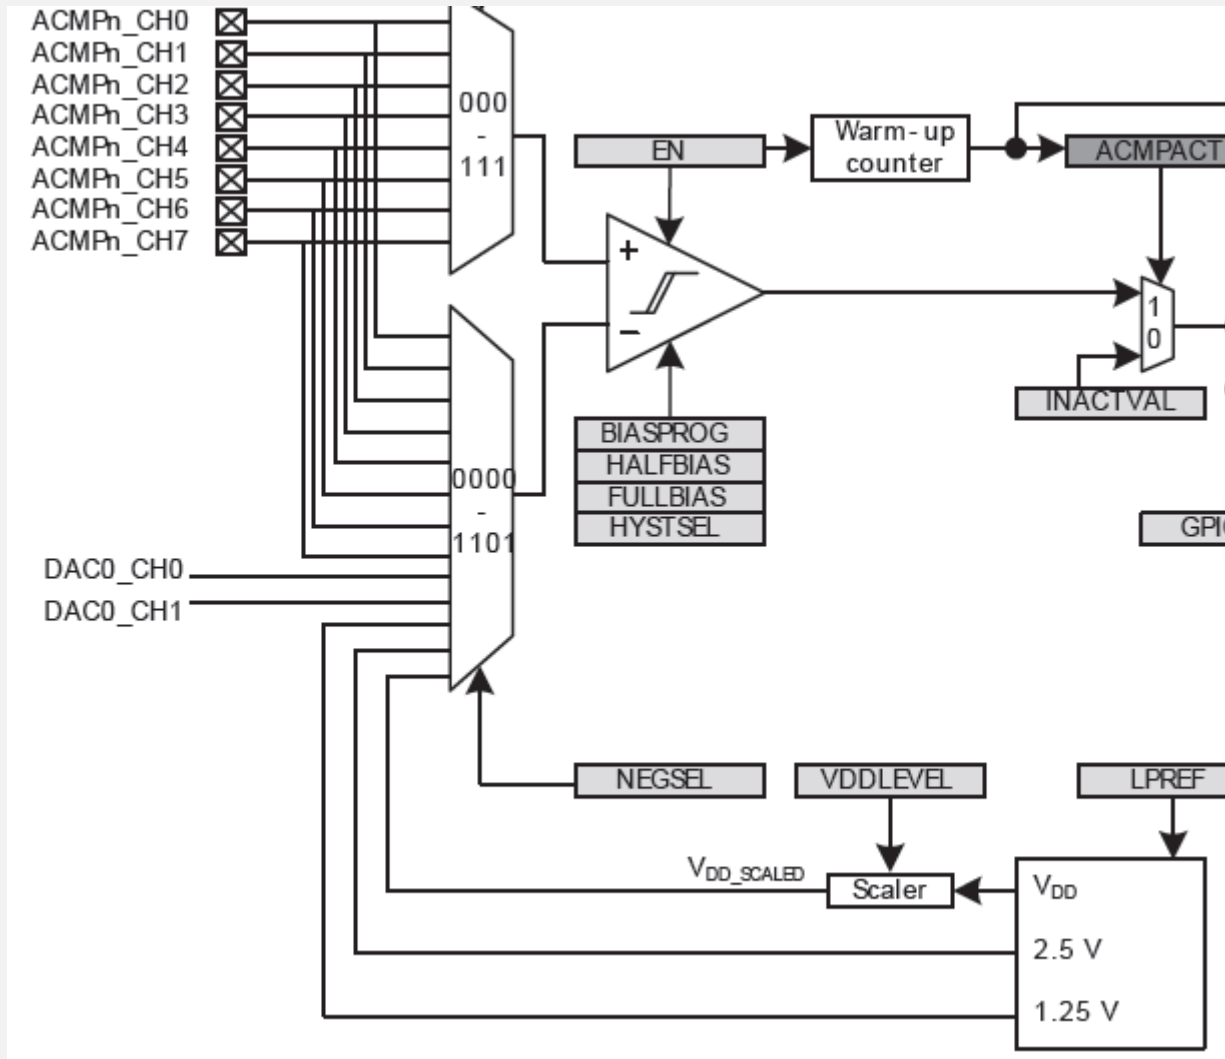 ACMPn_CH0
ACMPn_CH1
ACMPn_CH2
ACMPn_CH3
ACMPn_CH4
ACMPn_CH5
ACMPn_CH6
ACMPn_CH7
000
-
111
EN
Warm-up
counter
ACMPACT
+
−
1
0
INACTVAL
BIASPROG
HALFBIAS
FULLBIAS
HYSTSEL
0000
-
1101
DAC0_CH0
DAC0_CH1
NEGSEL
VDDLEVEL
LPREF
VDD_SCALED
Scaler
VDD
2.5 V
1.25 V